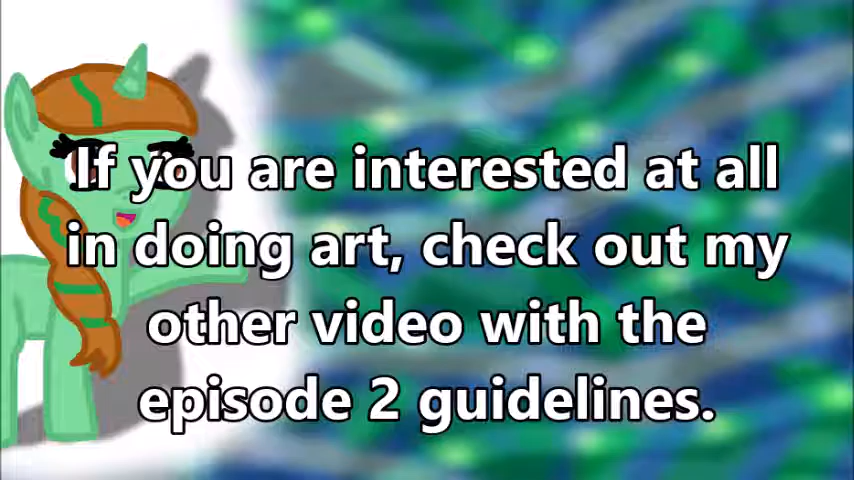 If you are interested at all
in doing art, check out my
other video with the
episode 2 guidelines.